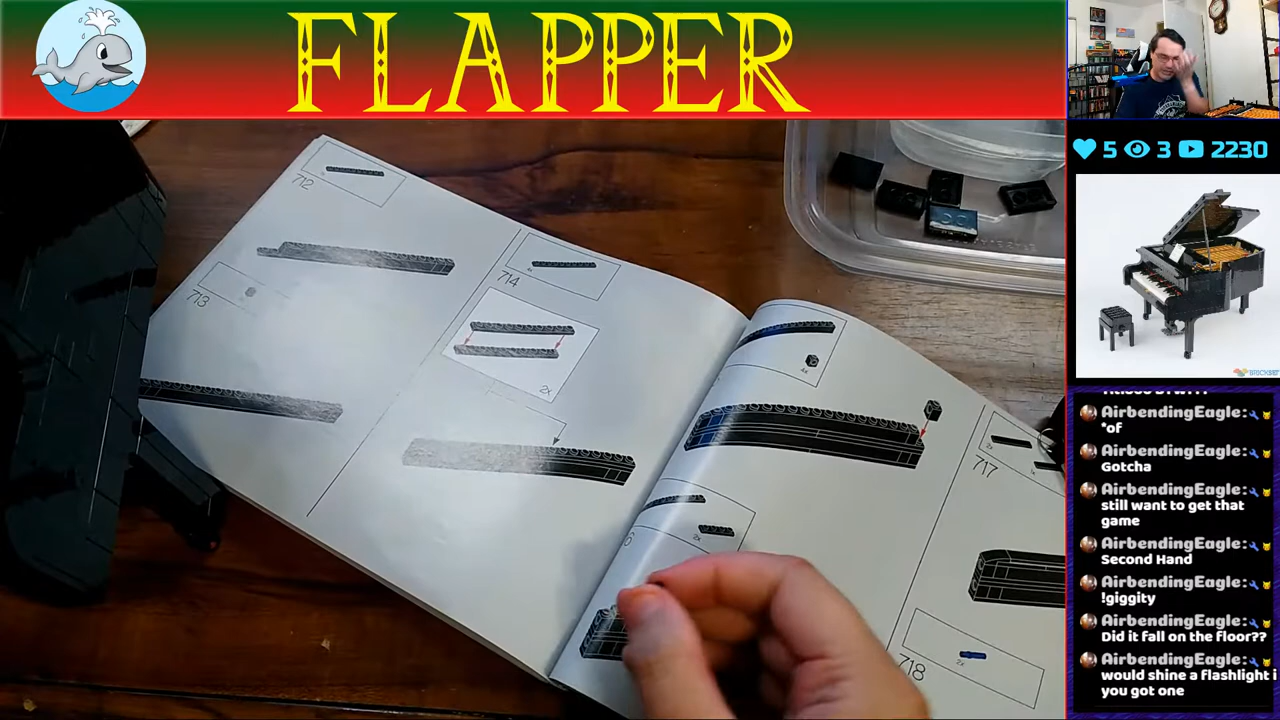 FLAPPER
5 3 2230
712
713
714
2x
717
718
2x
BRICKSET
AirbendingEagle:
*of
AirbendingEagle:
Gotcha
AirbendingEagle:
still want to get that
game
AirbendingEagle:
Second Hand
AirbendingEagle:
!giggity
AirbendingEagle:
Did it fall on the floor??
AirbendingEagle:
would shine a flashlight i
you got one